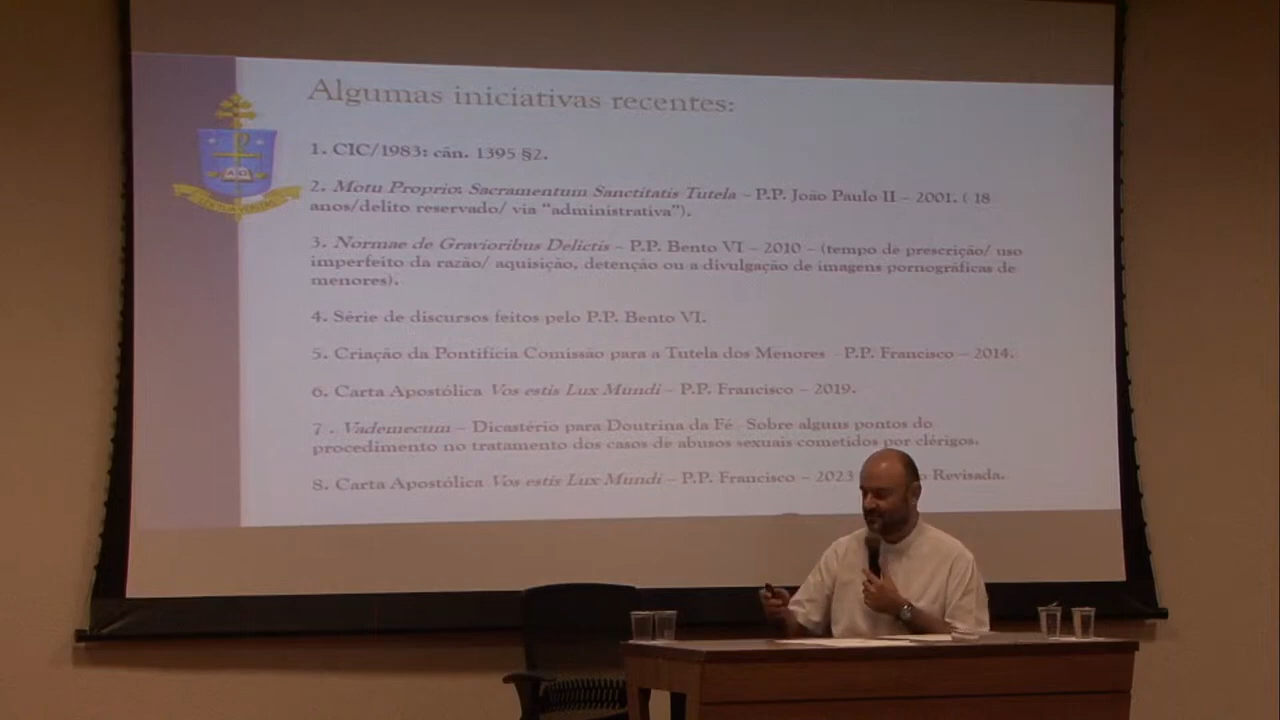 Algumas iniciativas recentes:
1. CIC/1983: cân. 1395 §2.
2. Motu Proprio: Sacramentum Sanctitatis Tutela – P.P. João Paulo II – 2001. ( 18
anos/delito reservado/ via “administrativa”).
3. Normae de Gravioribus Delictis – P.P. Bento VI – 2010 – (tempo de prescrição/ uso
imperfeito da razão/ aquisição, detenção ou a divulgação de imagens pornográficas de
menores).
4. Série de discursos feitos pelo P.P. Bento VI.
5. Criação da Pontifícia Comissão para a Tutela dos Menores – P.P. Francisco – 2014.
6. Carta Apostólica Vos estis Lux Mundi – P.P. Francisco – 2019.
7 . Vademecum – Dicastério para Doutrina da Fé– Sobre alguns pontos do
procedimento no tratamento dos casos de abusos sexuais cometidos por clérigos.
8. Carta Apostólica Vos estis Lux Mundi – P.P. Francisco – 2023 Revisada.